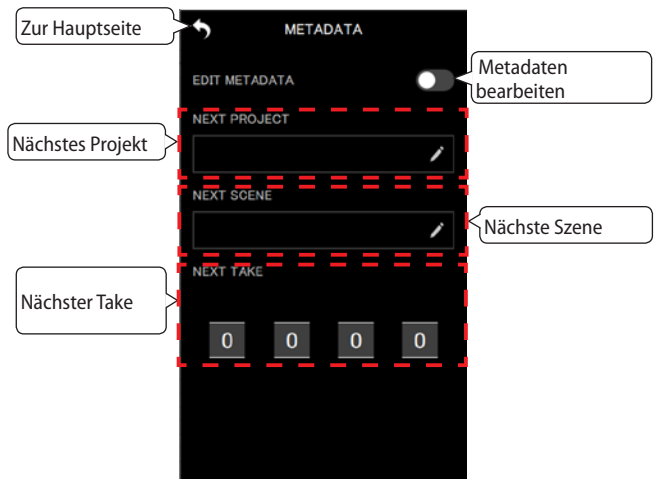 Zur Hauptseite
METADATA
EDIT METADATA
Metadaten
bearbeiten
NEXT PROJECT
Nächstes Projekt
NEXT SCENE
Nächste Szene
NEXT TAKE
Nächster Take
0 0 0 0